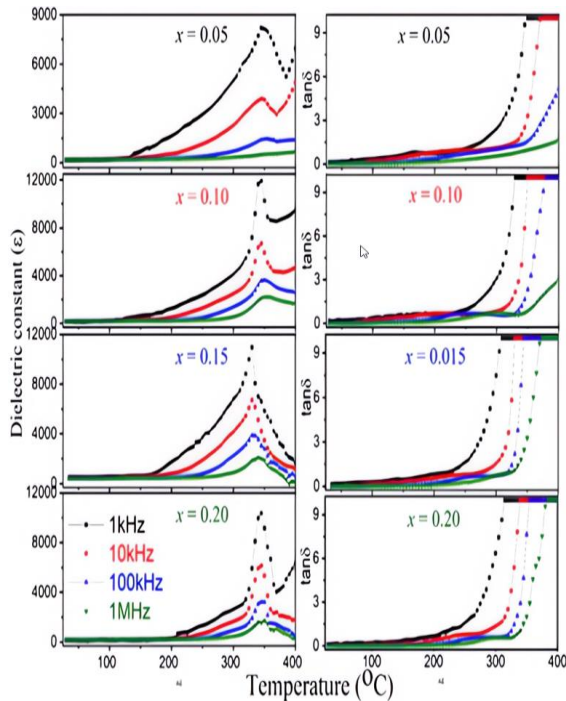 9000
6000
3000
0
x = 0.05
12000
8000
4000
0
x = 0.10
12000
8000
4000
0
x = 0.15
12000
8000
4000
0
x = 0.20
1kHz
10kHz
100kHz
1MHz
100 200 300 400
Dielectric constant (ε)
9
6
3
0
tanδ
x = 0.05
9
6
3
0
tanδ
x = 0.10
9
6
3
0
tanδ
x = 0.015
9
6
3
0
tanδ
x = 0.20
100 200 300 400
Temperature (⁰C)